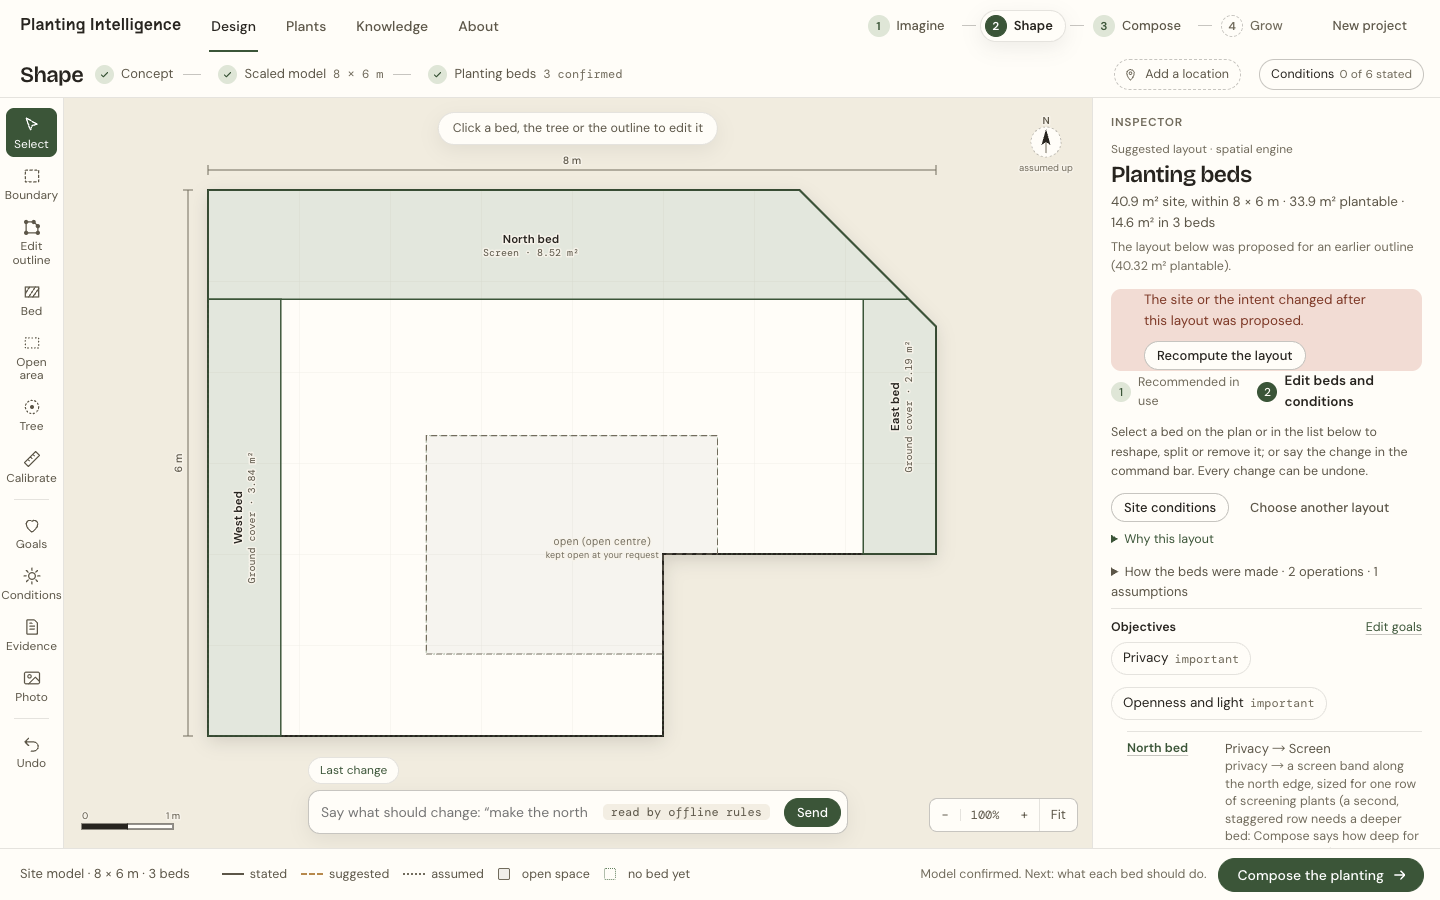 Planting Intelligence
Design
Plants
Knowledge
About
1 Imagine
2 Shape
3 Compose
4 Grow
New project
Shape
Concept
Scaled model 8 × 6 m
Planting beds 3 confirmed
Add a location
Conditions 0 of 6 stated
Select
Boundary
Edit
outline
Bed
Open
area
Tree
Calibrate
Goals
Conditions
Evidence
Photo
Undo
Click a bed, the tree or the outline to edit it
N
assumed up
8 m
6 m
North bed
Screen · 8.52 m²
West bed
Ground cover · 3.84 m²
East bed
Ground cover · 2.19 m²
open (open centre)
kept open at your request
Last change
Say what should change: “make the north
read by offline rules
Send
0
1 m
−
100%
+
Fit
INSPECTOR
Suggested layout · spatial engine
Planting beds
40.9 m² site, within 8 × 6 m · 33.9 m² plantable ·
14.6 m² in 3 beds
The layout below was proposed for an earlier outline
(40.32 m² plantable).
The site or the intent changed after
this layout was proposed.
Recompute the layout
1 Recommended in
use
2 Edit beds and
conditions
Select a bed on the plan or in the list below to
reshape, split or remove it; or say the change in the
command bar. Every change can be undone.
Site conditions
Choose another layout
Why this layout
How the beds were made · 2 operations · 1
assumptions
Objectives
Edit goals
Privacy important
Openness and light important
North bed
Privacy → Screen
privacy → a screen band along
the north edge, sized for one row
of screening plants (a second,
staggered row needs a deeper
bed: Compose says how deep for
Site model · 8 × 6 m · 3 beds
stated
suggested
assumed
open space
no bed yet
Model confirmed. Next: what each bed should do.
Compose the planting →